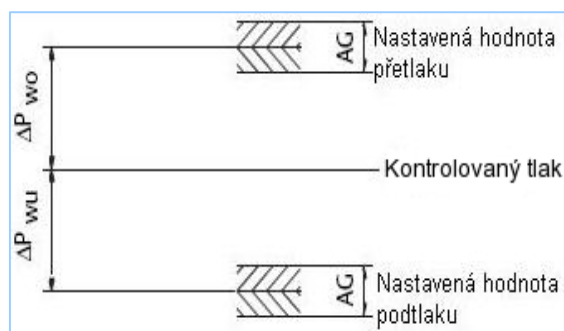 ΔP wo
AG
Nastavená hodnota
přetlaku
Kontrolovaný tlak
ΔP wu
AG
Nastavená hodnota
podtlaku